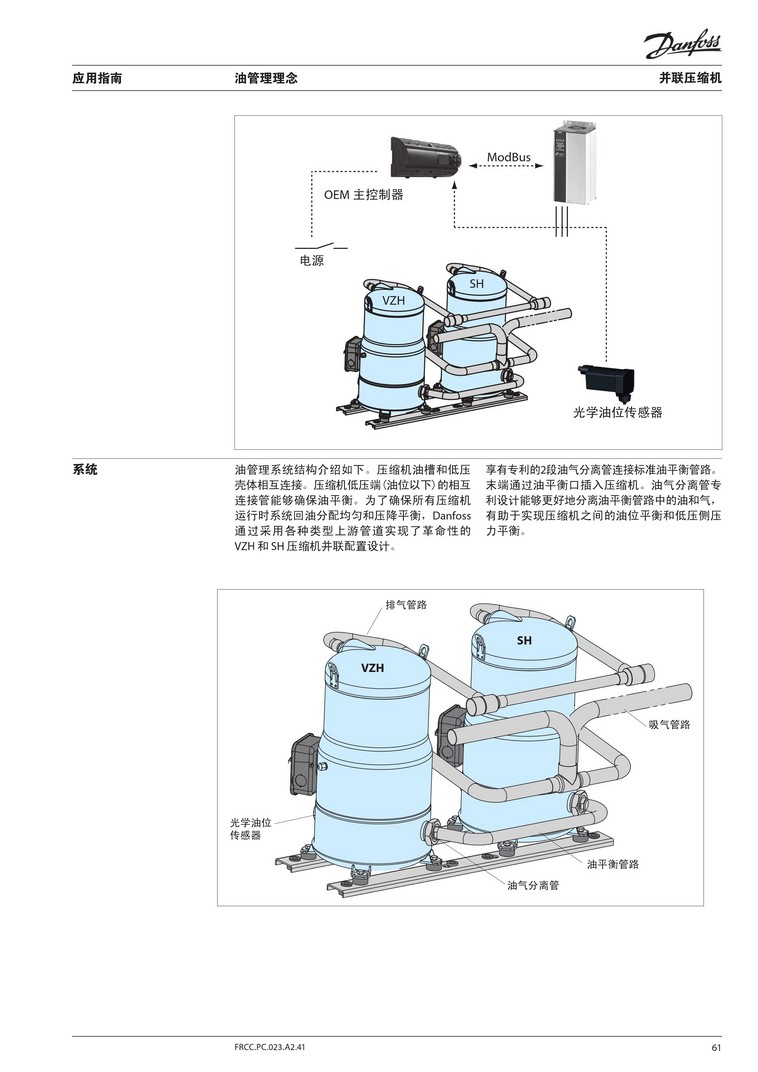 Danfoss
应用指南 油管理理念 并联压缩机
ModBus
OEM 主控制器
电源
VZH
SH
光学油位传感器
系统
油管理系统结构介绍如下。压缩机油槽和低压
壳体相互连接。压缩机低压端(油位以下)的相互
连接管能够确保油平衡。为了确保所有压缩机
运行时系统回油分配均匀和压降平衡，Danfoss
通过采用各种类型上游管道实现了革命性的
VZH 和 SH 压缩机并联配置设计。
享有专利的2段油气分离管连接标准油平衡管路。
末端通过油平衡口插入压缩机。油气分离管专
利设计能够更好地分离油平衡管路中的油和气，
有助于实现压缩机之间的油位平衡和低压側压
力平衡。
排气管路
SH
VZH
吸气管路
光学油位
传感器
油平衡管路
油气分离管
FRCC.PC.023.A2.41
61